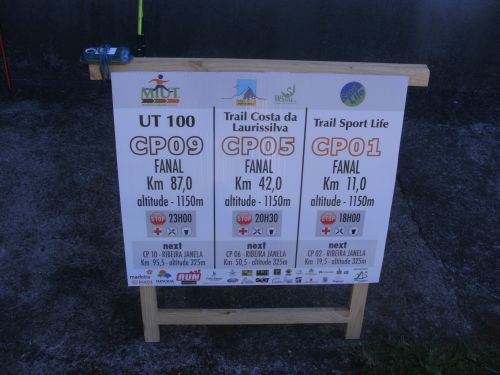 MIUT
UT 100
CP09
FANAL
Km 87,0
altitude - 1150m
STOP 23H00
next
CP 10 - RIBEIRA JANELA
Km 95,5 - altitude 325m
Trail Costa da
Laurissilva
CP05
FANAL
Km 42,0
altitude - 1150m
STOP 20H30
next
CP 06 - RIBEIRA JANELA
Km 50,5 - altitude 325m
Trail Sport Life
CP01
FANAL
Km 11,0
altitude - 1150m
STOP 18H00
next
CP 02 - RIBEIRA JANELA
Km 19,5 - altitude 325m
madeira
RUN